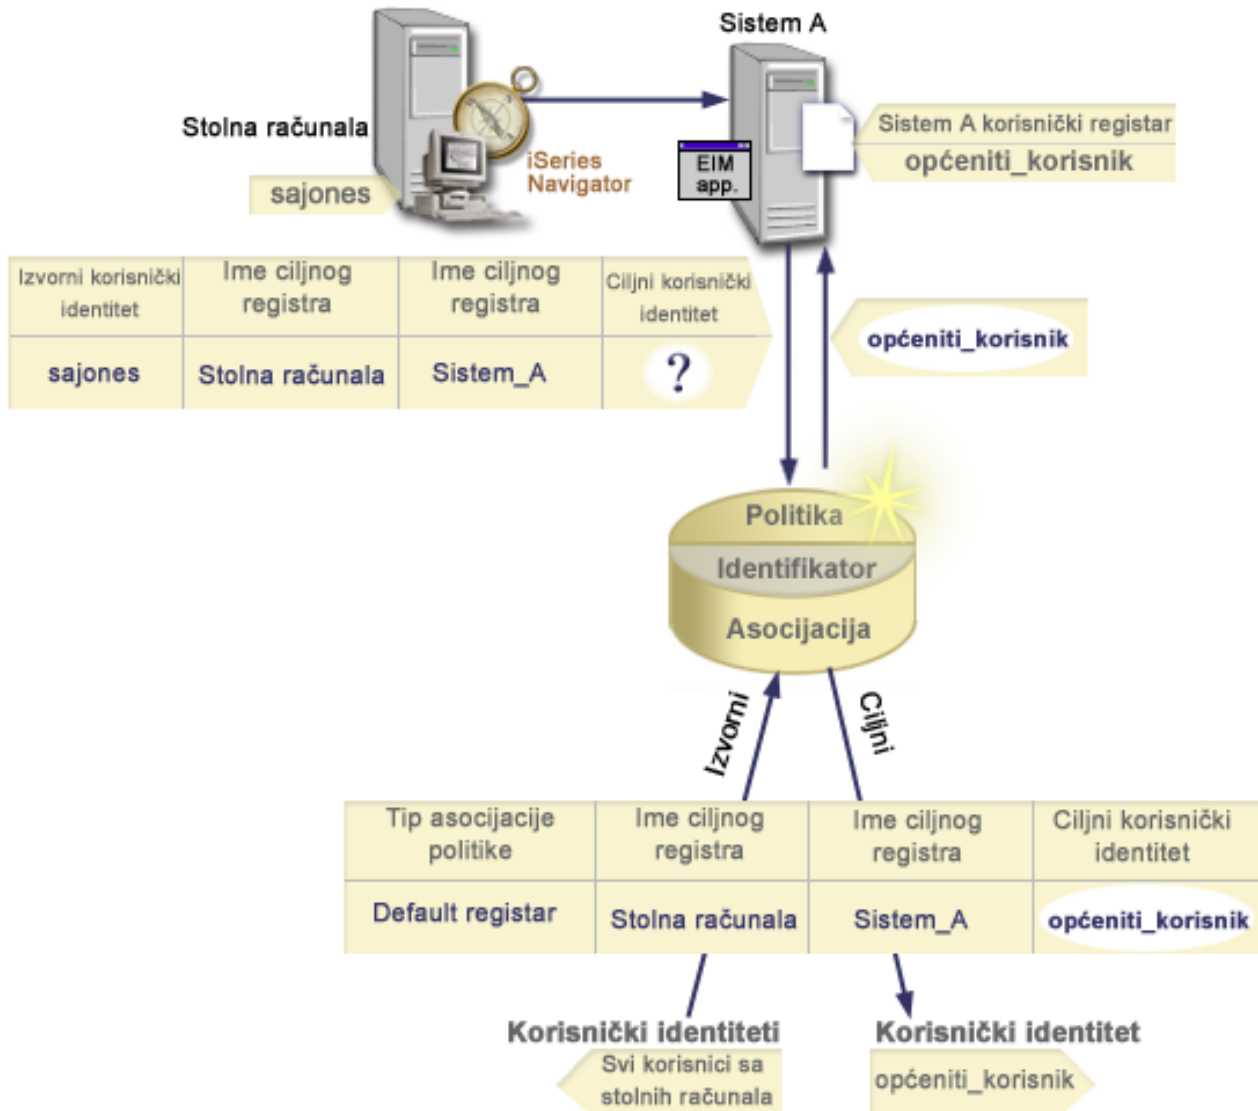 Sistem A
Stolna računala
sajones
iSeries
Navigator
EIM
app.
Sistem A korisnički registar
općeniti_korisnik
Izvorni korisnički
identitet
Ime ciljnog
registra
Ime ciljnog
registra
Ciljni korisnički
identitet
sajones
Stolna računala
Sistem_A
?
općeniti_korisnik
Politika
Identifikator
Asocijacija
Izvorni
Ciljni
Tip asocijacije
politike
Ime ciljnog
registra
Ime ciljnog
registra
Ciljni korisnički
identitet
Default registar
Stolna računala
Sistem_A
općeniti_korisnik
Korisnički identiteti
Svi korisnici sa
stolnih računala
Korisnički identitet
općeniti_korisnik